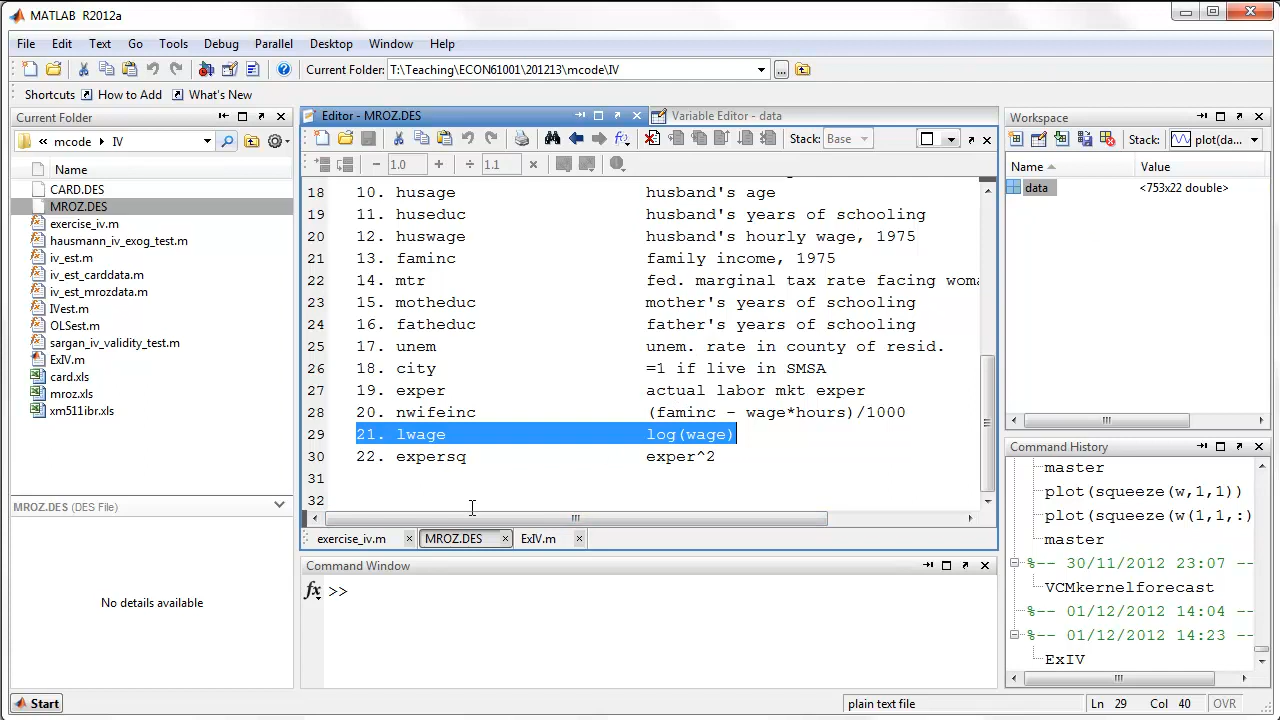 MATLAB R2012a
File Edit Text Go Tools Debug Parallel Desktop Window Help
Current Folder: T:\Teaching\ECON61001\201213\mcode\IV
Shortcuts How to Add What's New
Current Folder
« mcode ▸ IV
Name
CARD.DES
MROZ.DES
exercise_iv.m
hausmann_iv_exog_test.m
iv_est.m
iv_est_carddata.m
iv_est_mrozdata.m
IVest.m
OLSest.m
sargan_iv_validity_test.m
ExIV.m
card.xls
mroz.xls
xm511ibr.xls
MROZ.DES (DES File)
No details available
Editor - MROZ.DES
Variable Editor - data
Stack: Base
1.0
1.1
18 10. husage husband's age
19 11. huseduc husband's years of schooling
20 12. huswage husband's hourly wage, 1975
21 13. faminc family income, 1975
22 14. mtr fed. marginal tax rate facing woma
23 15. motheduc mother's years of schooling
24 16. fatheduc father's years of schooling
25 17. unem unem. rate in county of resid.
26 18. city =1 if live in SMSA
27 19. exper actual labor mkt exper
28 20. nwifeinc (faminc - wage*hours)/1000
29 21. lwage log(wage)
30 22. expersq exper^2
31
32
exercise_iv.m MROZ.DES ExIV.m
Command Window
fx >>
Workspace
Stack: plot(da...
Name Value
data <753x22 double>
Command History
master
plot(squeeze(w,1,1))
plot(squeeze(w(1,1,:)
master
%-- 30/11/2012 23:07 --
VCMkernelforecast
%-- 01/12/2012 14:04 --
%-- 01/12/2012 14:23 --
ExIV
Start
plain text file Ln 29 Col 40 OVR